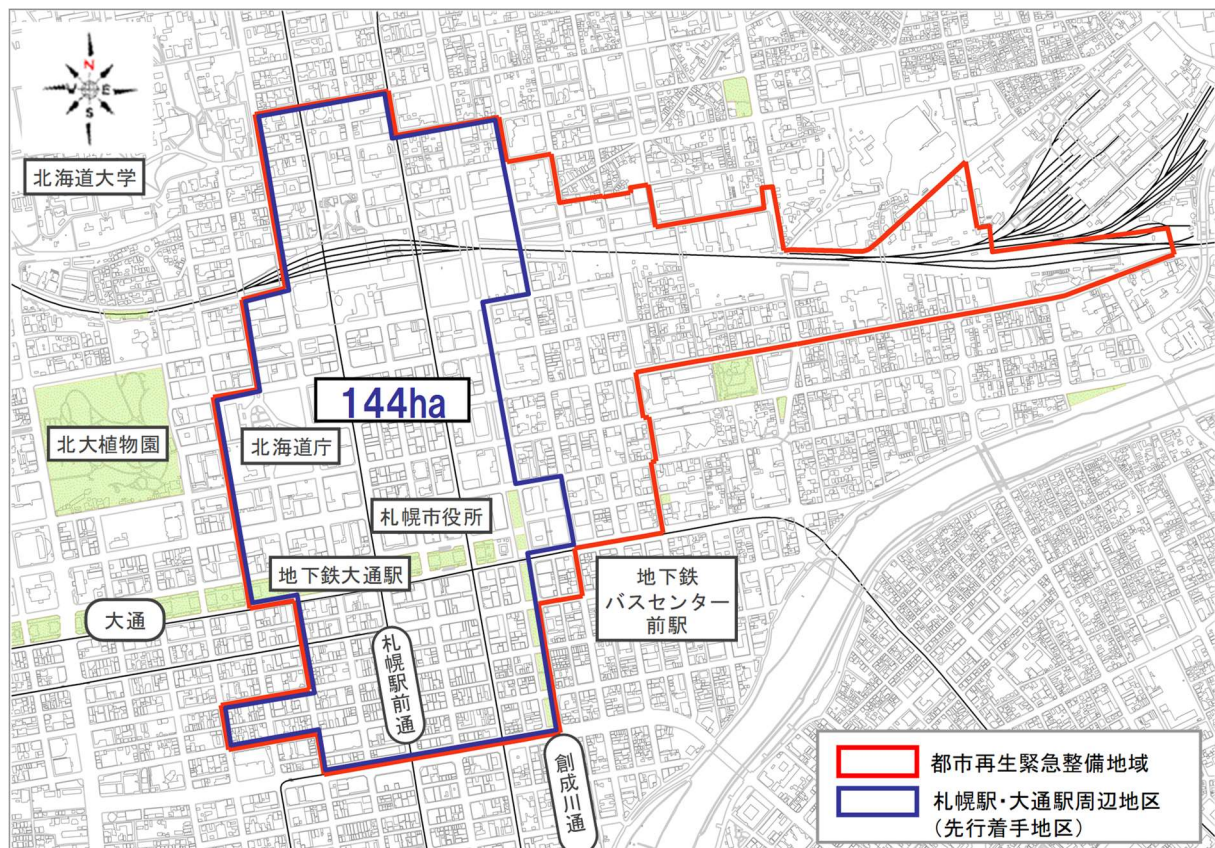 N
W
E
S
北海道大学
144ha
北大植物園
北海道庁
札幌市役所
地下鉄大通駅
地下鉄
バスセンター
前駅
大通
札幌駅前通
創成川通
都市再生緊急整備地域
札幌駅・大通駅周辺地区
(先行着手地区)